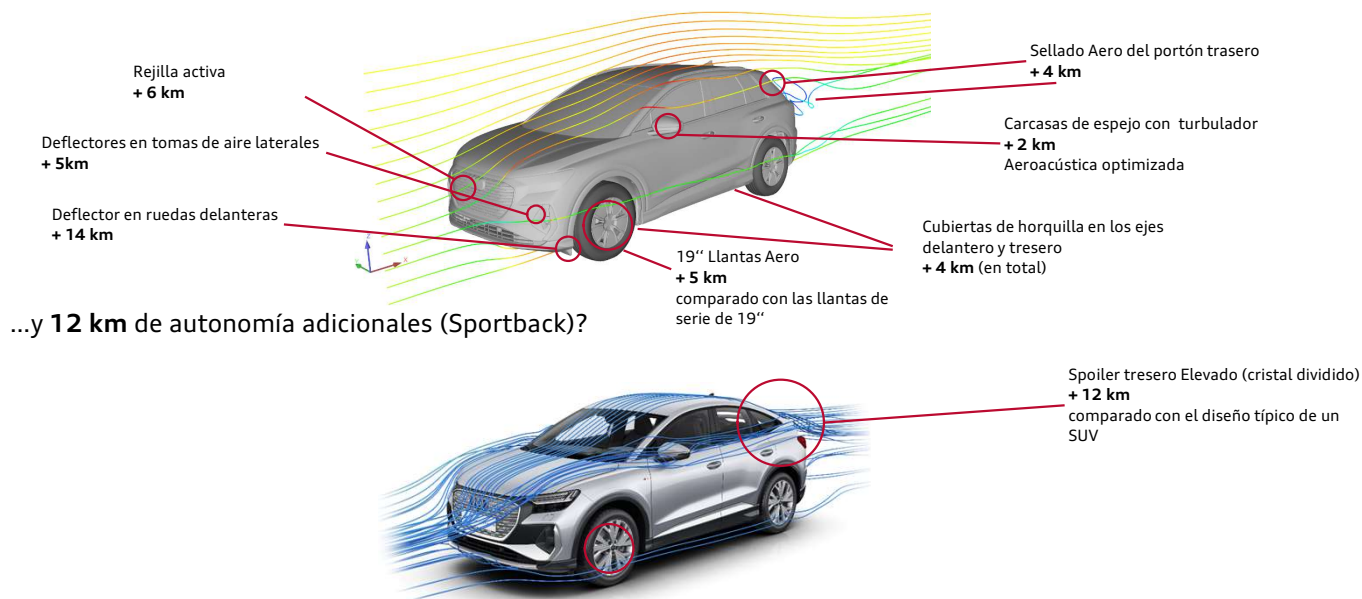 Rejilla activa
+ 6 km
Deflectores en tomas de aire laterales
+ 5km
Deflector en ruedas delanteras
+ 14 km
Sellado Aero del portón trasero
+ 4 km
Carcasas de espejo con turbulador
+ 2 km
Aeroacústica optimizada
Cubiertas de horquilla en los ejes
delantero y tresero
+ 4 km (en total)
19“ Llantas Aero
+ 5 km
comparado con las llantas de
serie de 19“
...y 12 km de autonomía adicionales (Sportback)?
Spoiler tresero Elevado (cristal dividido)
+ 12 km
comparado con el diseño típico de un
SUV